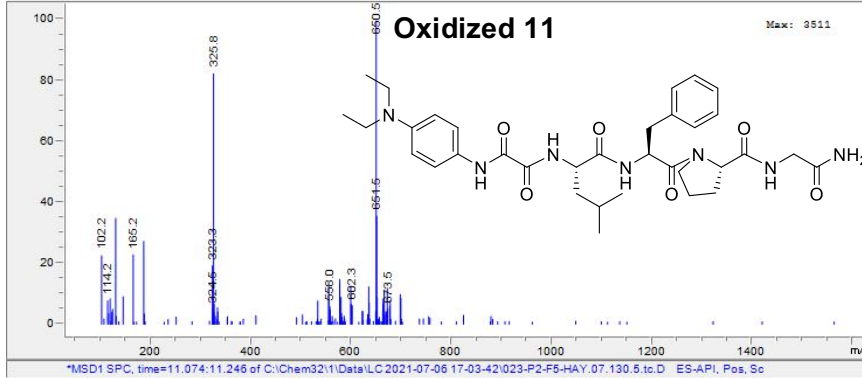 Oxidized 11
Max: 3511
100
80
60
40
20
0
102.2
114.2
165.2
324.5
323.3
325.8
558.0
602.3
650.5
651.5
673.5
N
N
H
O
O
H
N
O
N
H
O
N
O
N
H
O
NH2
200
400
600
800
1000
1200
1400
*MSD1 SPC, time=11.074:11.246 of C:\Chem32\1\Data\LC 2021-07-06 17-03-42\023-P2-F5-HAY.07.130.5.tc.D ES-API, Pos, Sc